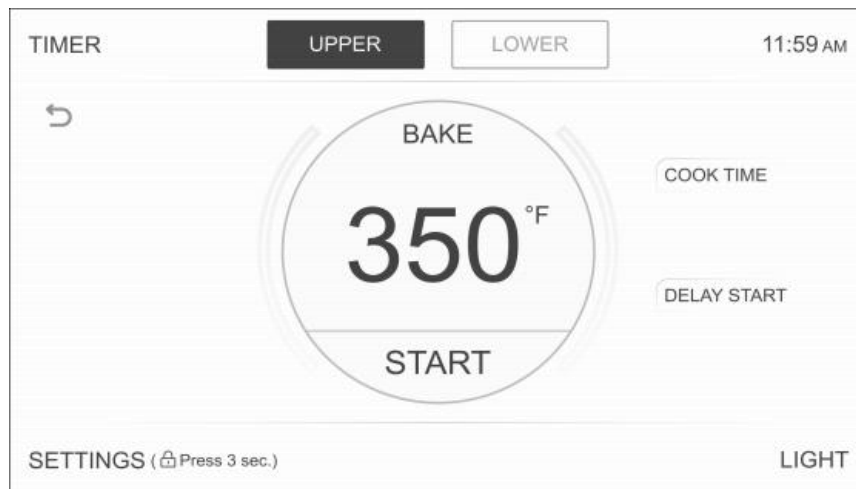 TIMER
UPPER
LOWER
11:59 AM
BAKE
350°F
COOK TIME
DELAY START
START
SETTINGS ( Press 3 sec.)
LIGHT